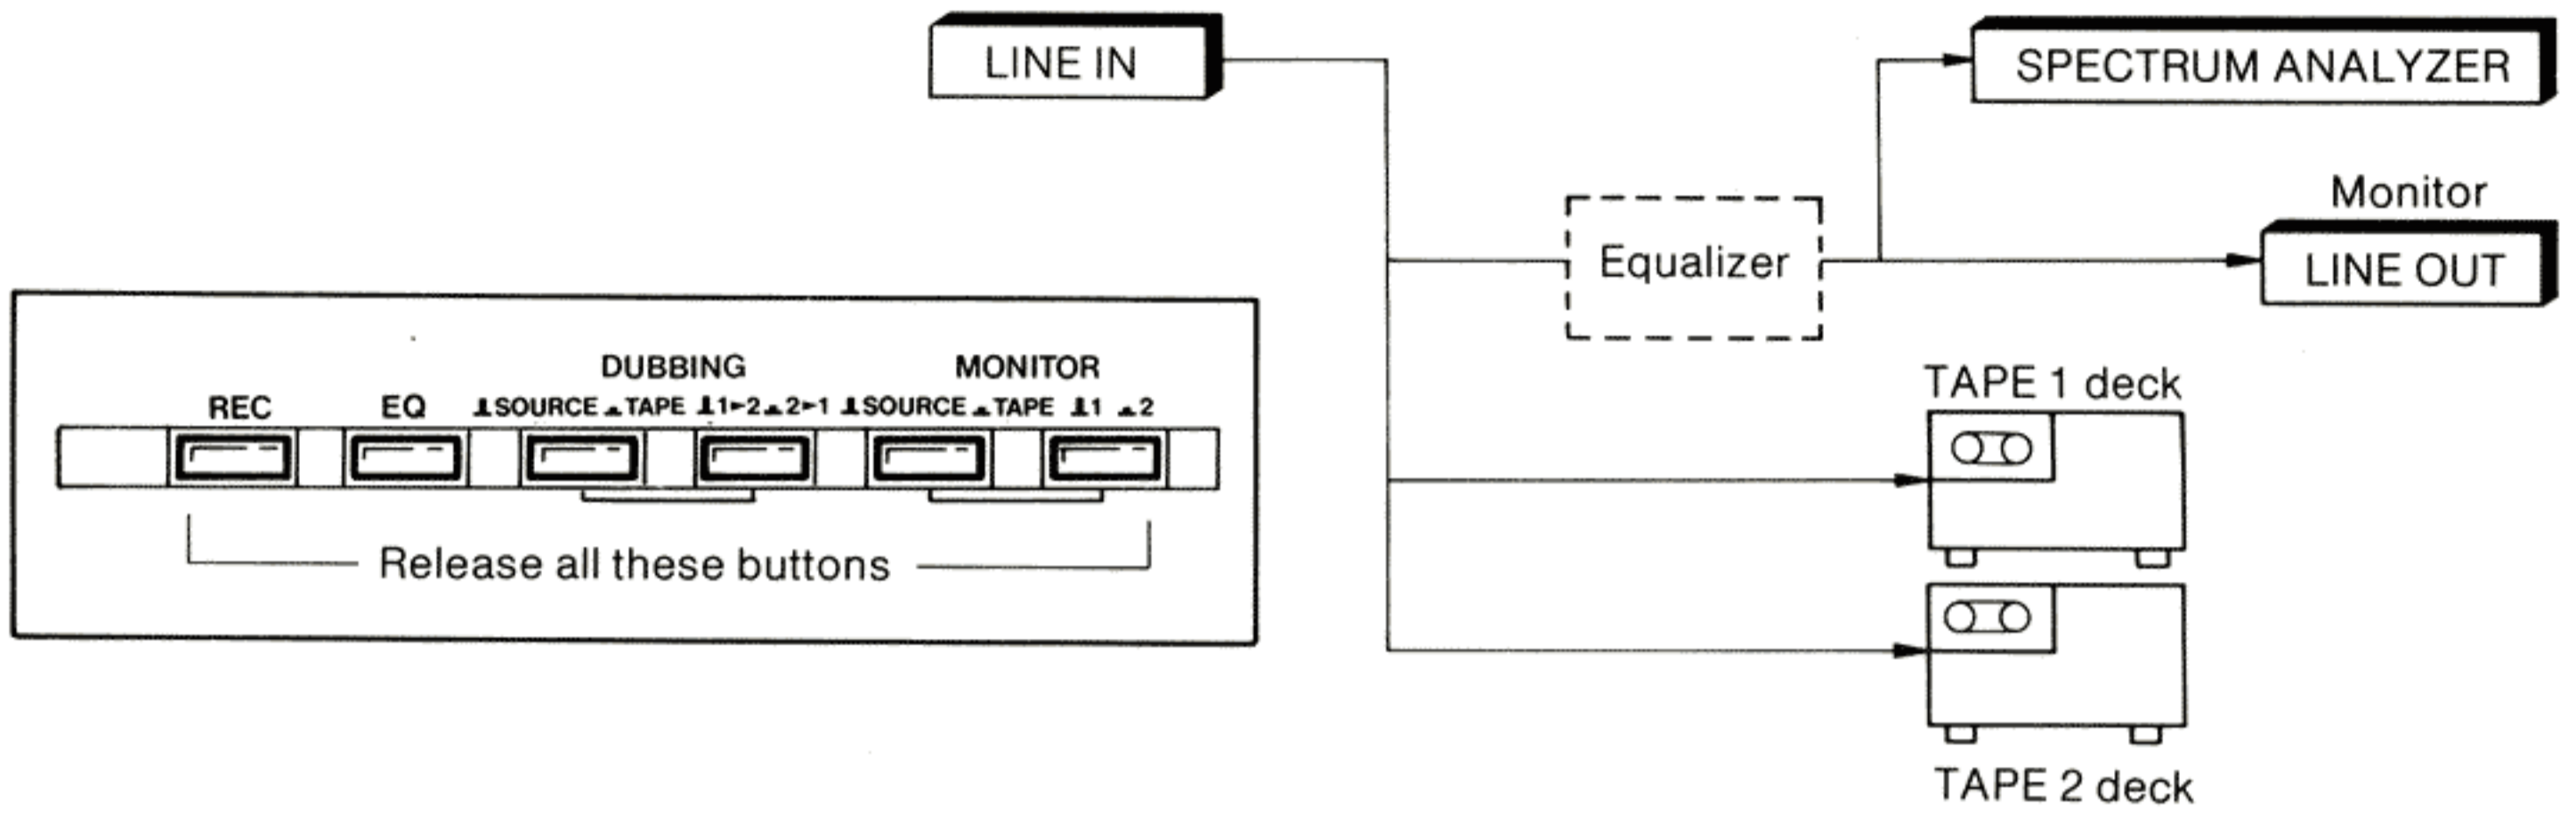 LINE IN
SPECTRUM ANALYZER
Monitor
LINE OUT
Equalizer
DUBBING MONITOR
REC EQ SOURCE TAPE 1►2 2►1 SOURCE TAPE 1 2
Release all these buttons
TAPE 1 deck
TAPE 2 deck